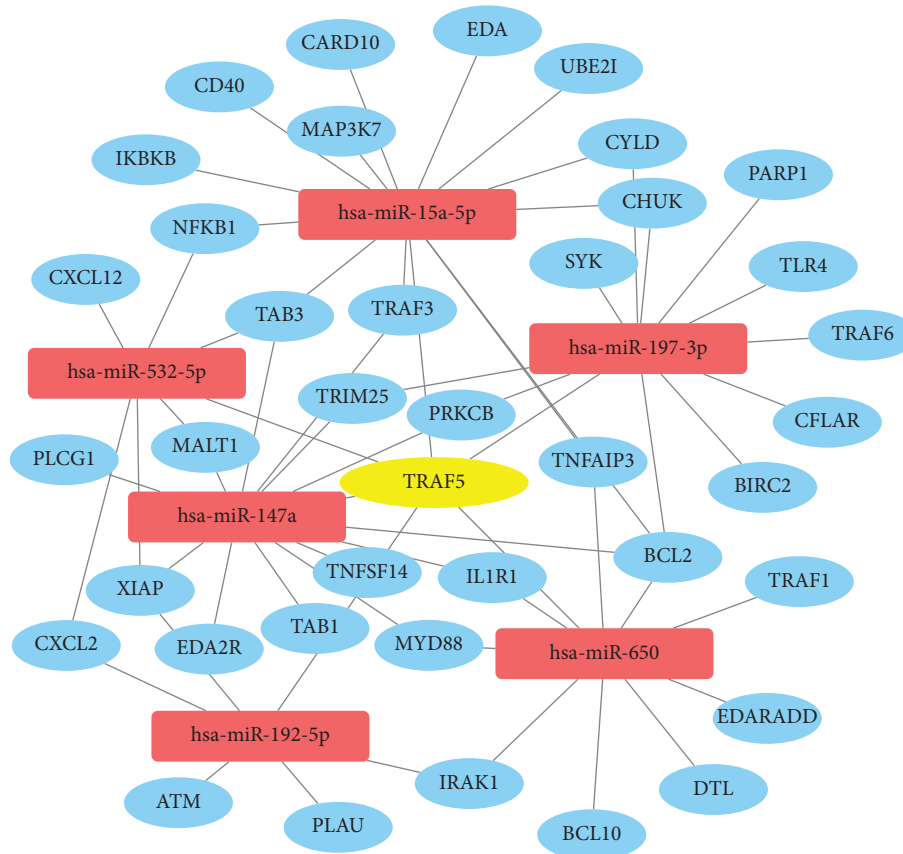 EDA
CARD10
UBE2I
CD40
MAP3K7
CYLD
IKBKB
PARP1
CHUK
hsa-miR-15a-5p
NFKB1
SYK
TLR4
CXCL12
TAB3
TRAF3
TRAF6
hsa-miR-197-3p
hsa-miR-532-5p
TRIM25
PRKCB
CFLAR
MALT1
PLCG1
TNFAIP3
TRAF5
BIRC2
hsa-miR-147a
BCL2
TNFSF14
IL1R1
TRAF1
XIAP
TAB1
CXCL2
EDA2R
MYD88
hsa-miR-650
EDARADD
hsa-miR-192-5p
IRAK1
DTL
ATM
PLAU
BCL10